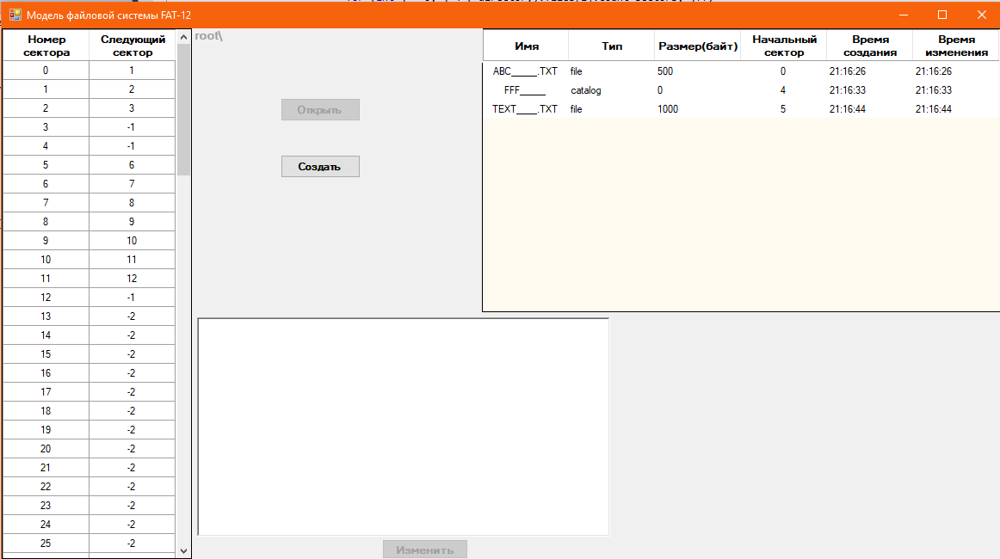 Модель файловой системы FAT-12
Номер сектора Следующий сектор
0 1
1 2
2 3
3 -1
4 -1
5 6
6 7
7 8
8 9
9 10
10 11
11 12
12 -1
13 -2
14 -2
15 -2
16 -2
17 -2
18 -2
19 -2
20 -2
21 -2
22 -2
23 -2
24 -2
25 -2
root\
Открыть
Создать
Имя Тип Размер(байт) Начальный сектор Время создания Время изменения
ABC_____.TXT file 500 0 21:16:26 21:16:26
FFF_____ catalog 0 4 21:16:33 21:16:33
TEXT____.TXT file 1000 5 21:16:44 21:16:44
Изменить